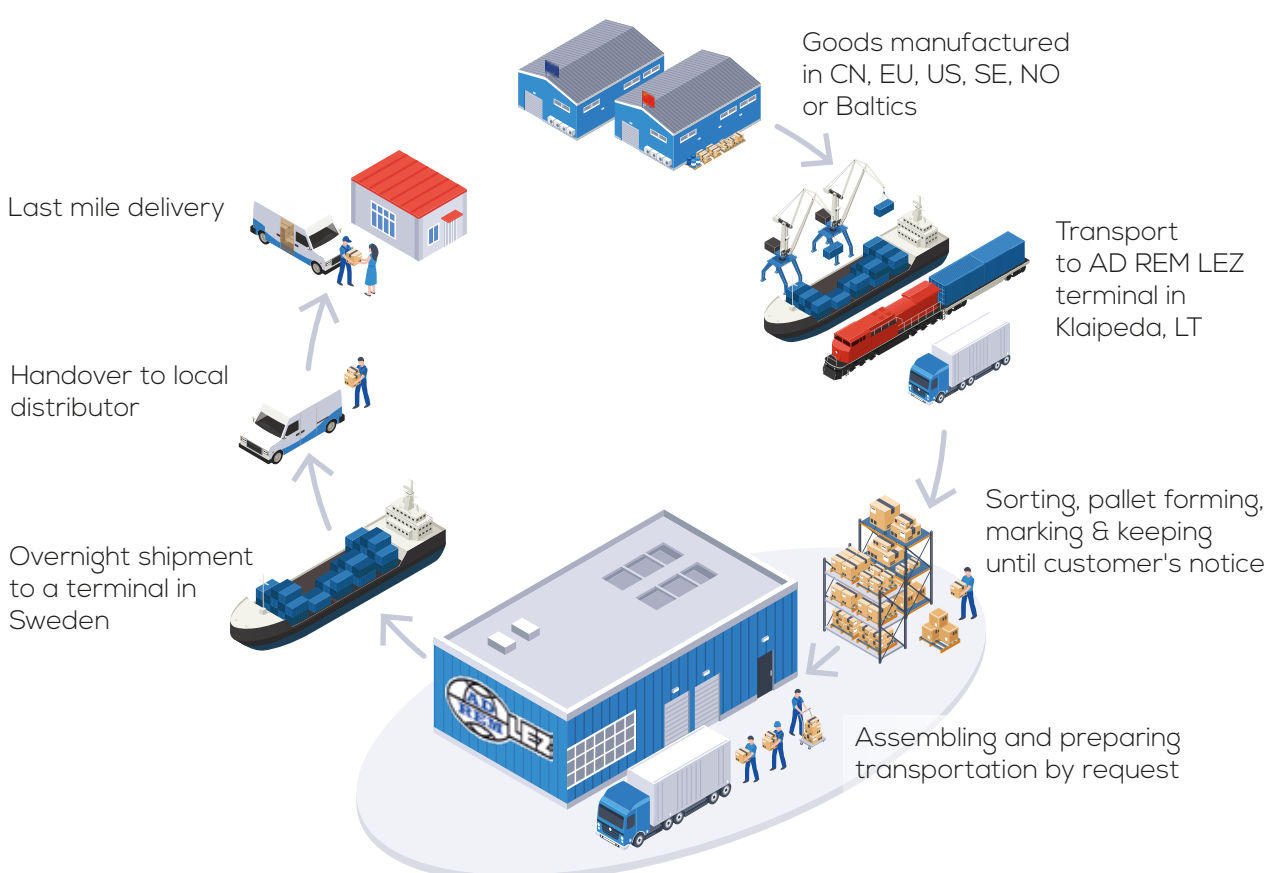 Goods manufactured
in CN, EU, US, SE, NO
or Baltics
Transport
to AD REM LEZ
terminal in
Klaipeda, LT
Sorting, pallet forming,
marking & keeping
until customer's notice
Assembling and preparing
transportation by request
AD
REM
LEZ
Overnight shipment
to a terminal in
Sweden
Handover to local
distributor
Last mile delivery